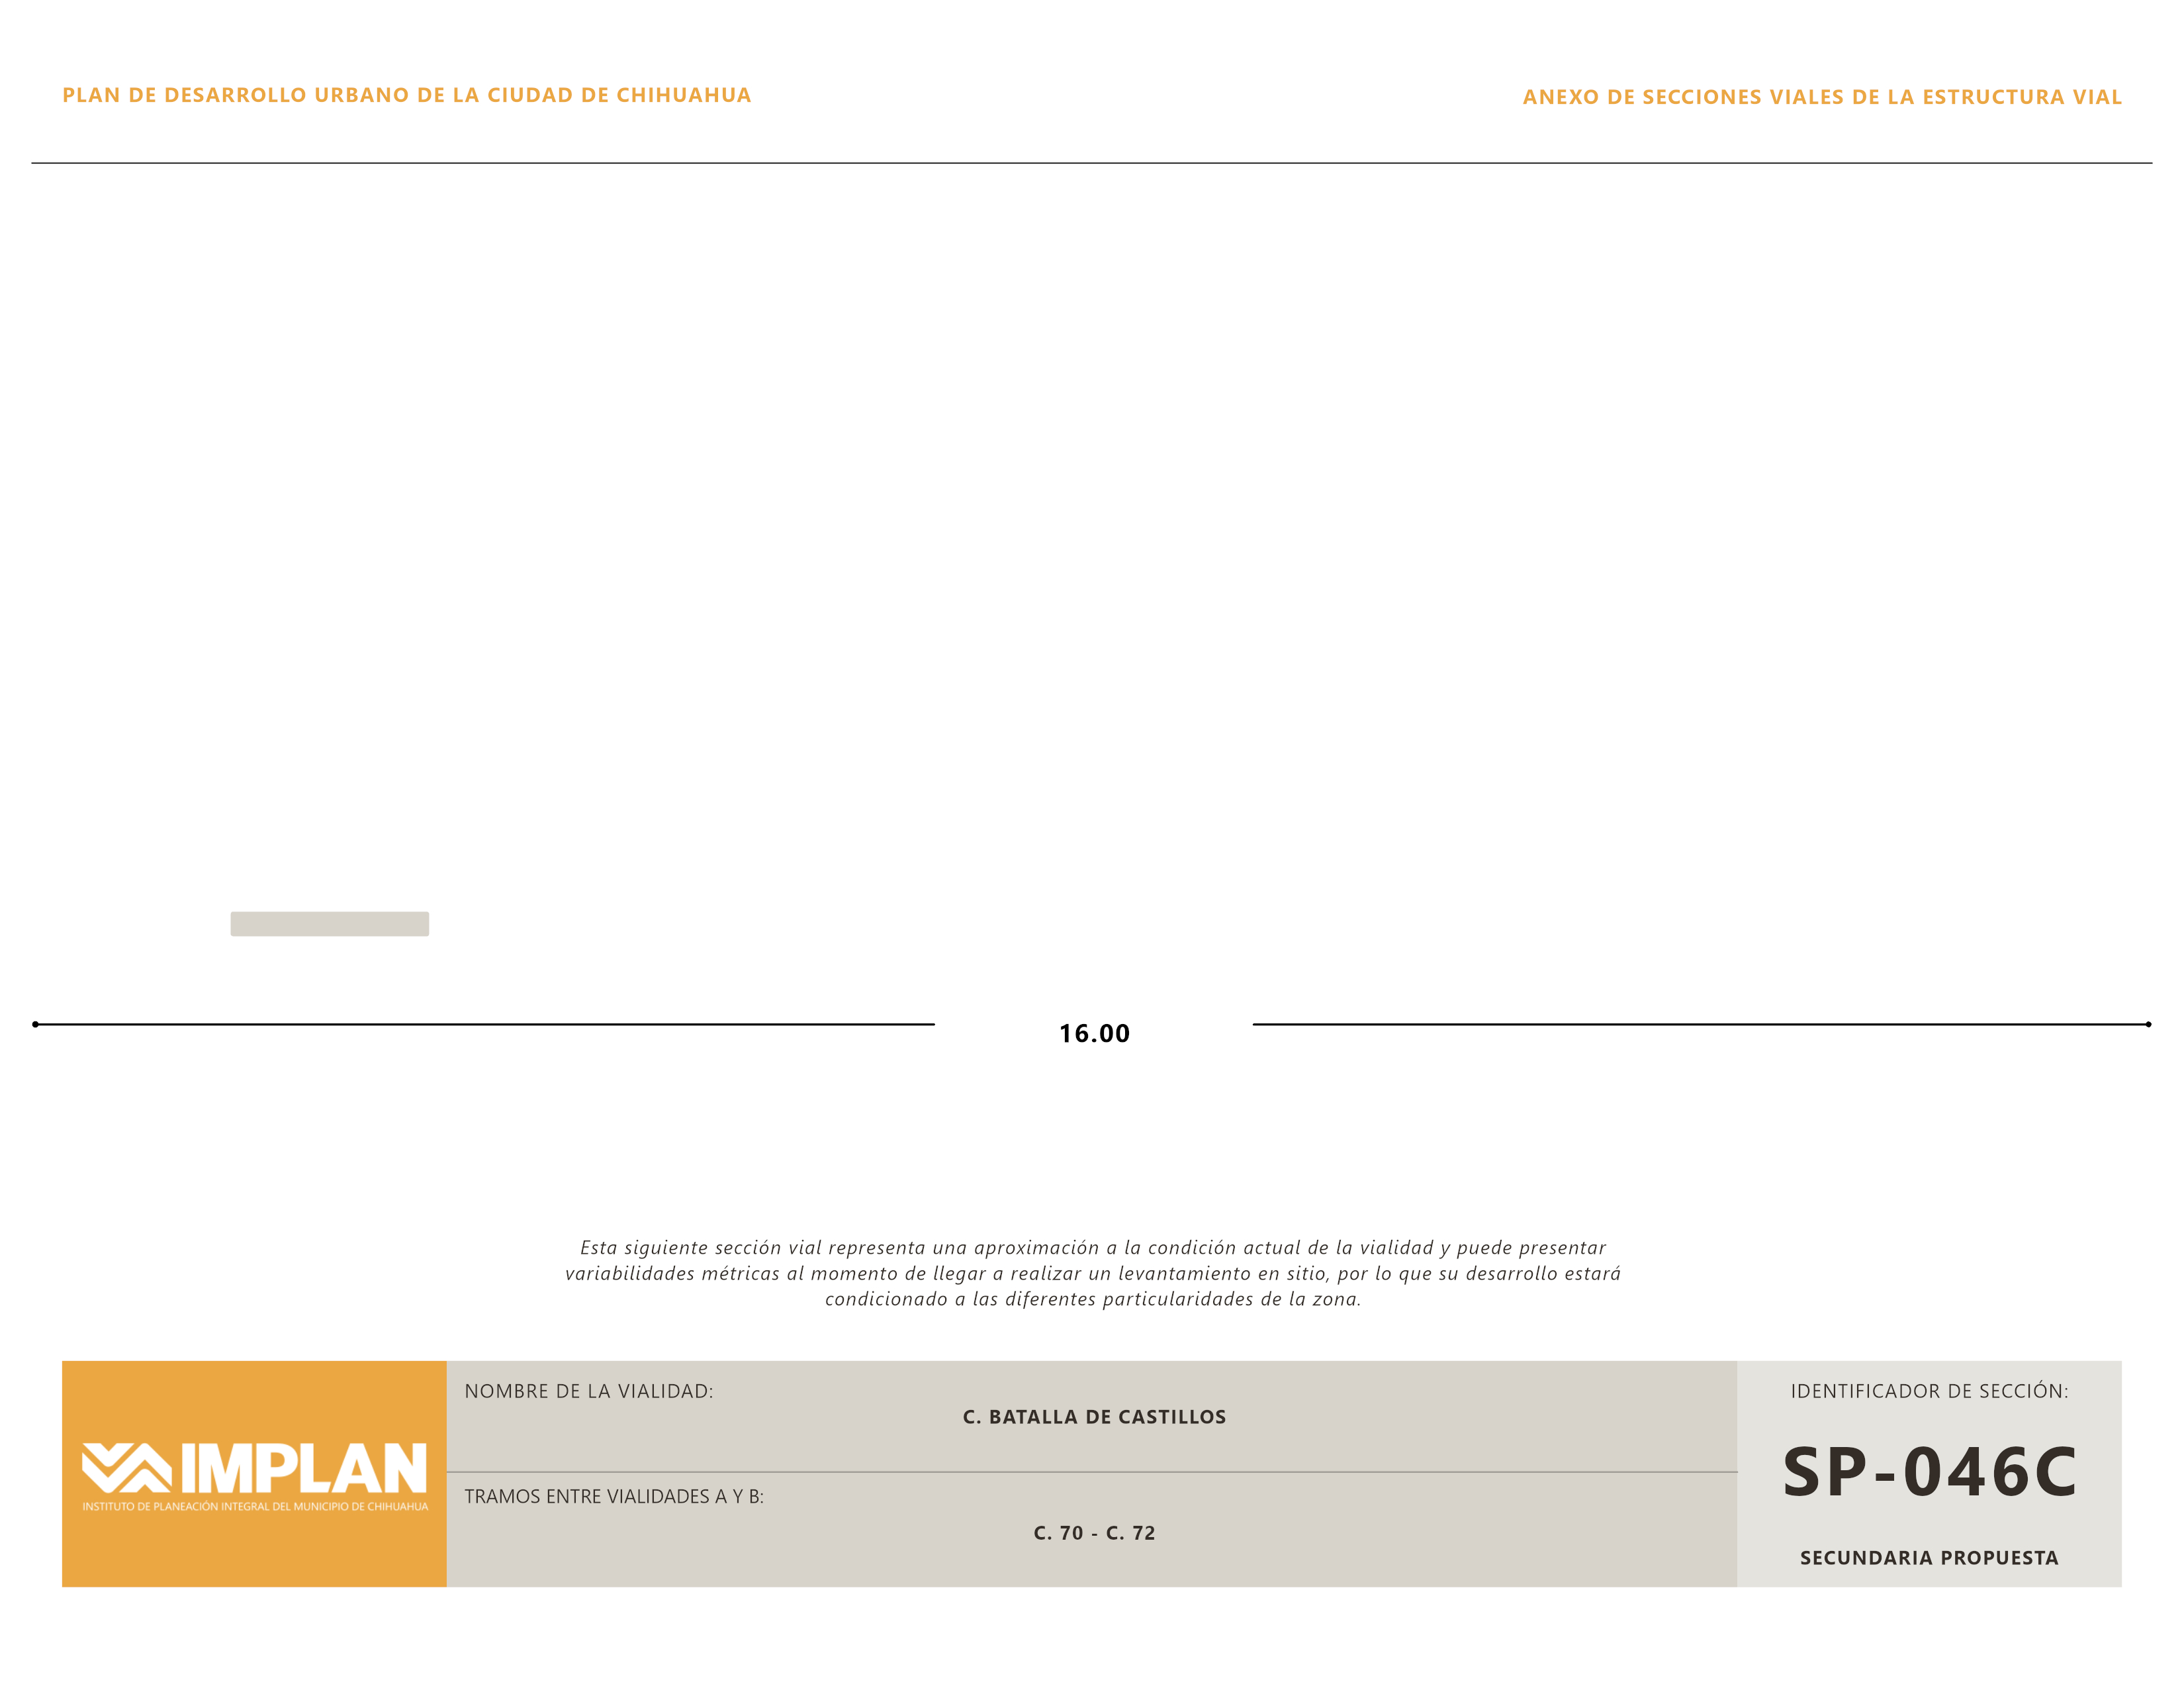 PLAN DE DESARROLLO URBANO DE LA CIUDAD DE CHIHUAHUA
ANEXO DE SECCIONES VIALES DE LA ESTRUCTURA VIAL
16.00
Esta siguiente sección vial representa una aproximación a la condición actual de la vialidad y puede presentar
variabilidades métricas al momento de llegar a realizar un levantamiento en sitio, por lo que su desarrollo estará
condicionado a las diferentes particularidades de la zona.
IMPLAN
INSTITUTO DE PLANEACIÓN INTEGRAL DEL MUNICIPIO DE CHIHUAHUA
NOMBRE DE LA VIALIDAD:
C. BATALLA DE CASTILLOS
TRAMOS ENTRE VIALIDADES A Y B:
C. 70 - C. 72
IDENTIFICADOR DE SECCIÓN:
SP-046C
SECUNDARIA PROPUESTA